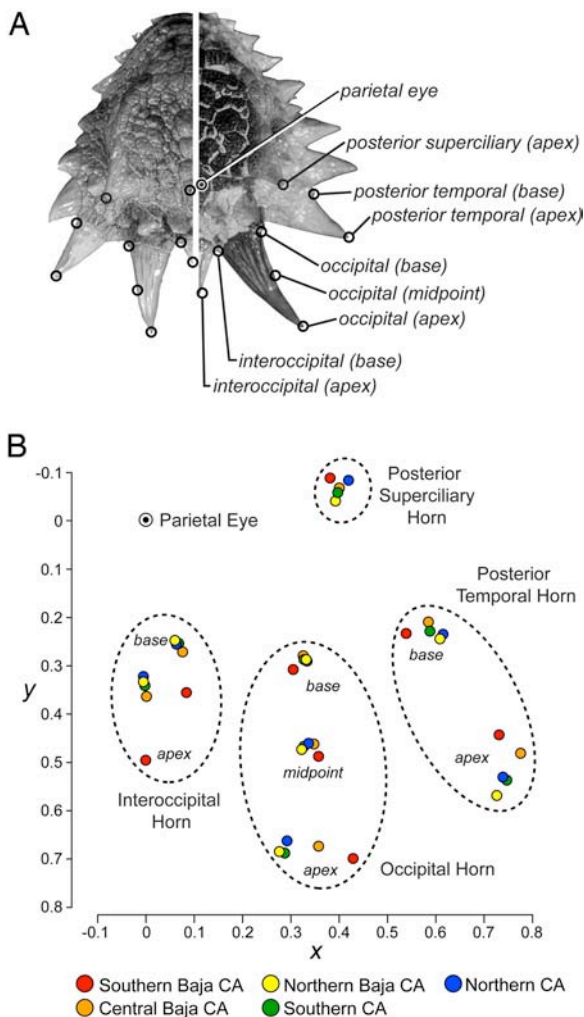 A
parietal eye
posterior superciliary (apex)
posterior temporal (base)
posterior temporal (apex)
occipital (base)
occipital (midpoint)
occipital (apex)
interoccipital (base)
interoccipital (apex)
B
-0.1
0
0.1
0.2
0.3
0.4
0.5
0.6
0.7
0.8
y
Parietal Eye
Posterior
Superciliary
Horn
Posterior
Temporal Horn
base
apex
Interoccipital
Horn
base
midpoint
apex
Occipital Horn
base
apex
-0.1 0 0.1 0.2 0.3 0.4 0.5 0.6 0.7 0.8
x
Southern Baja CA Northern Baja CA Northern CA
Central Baja CA Southern CA